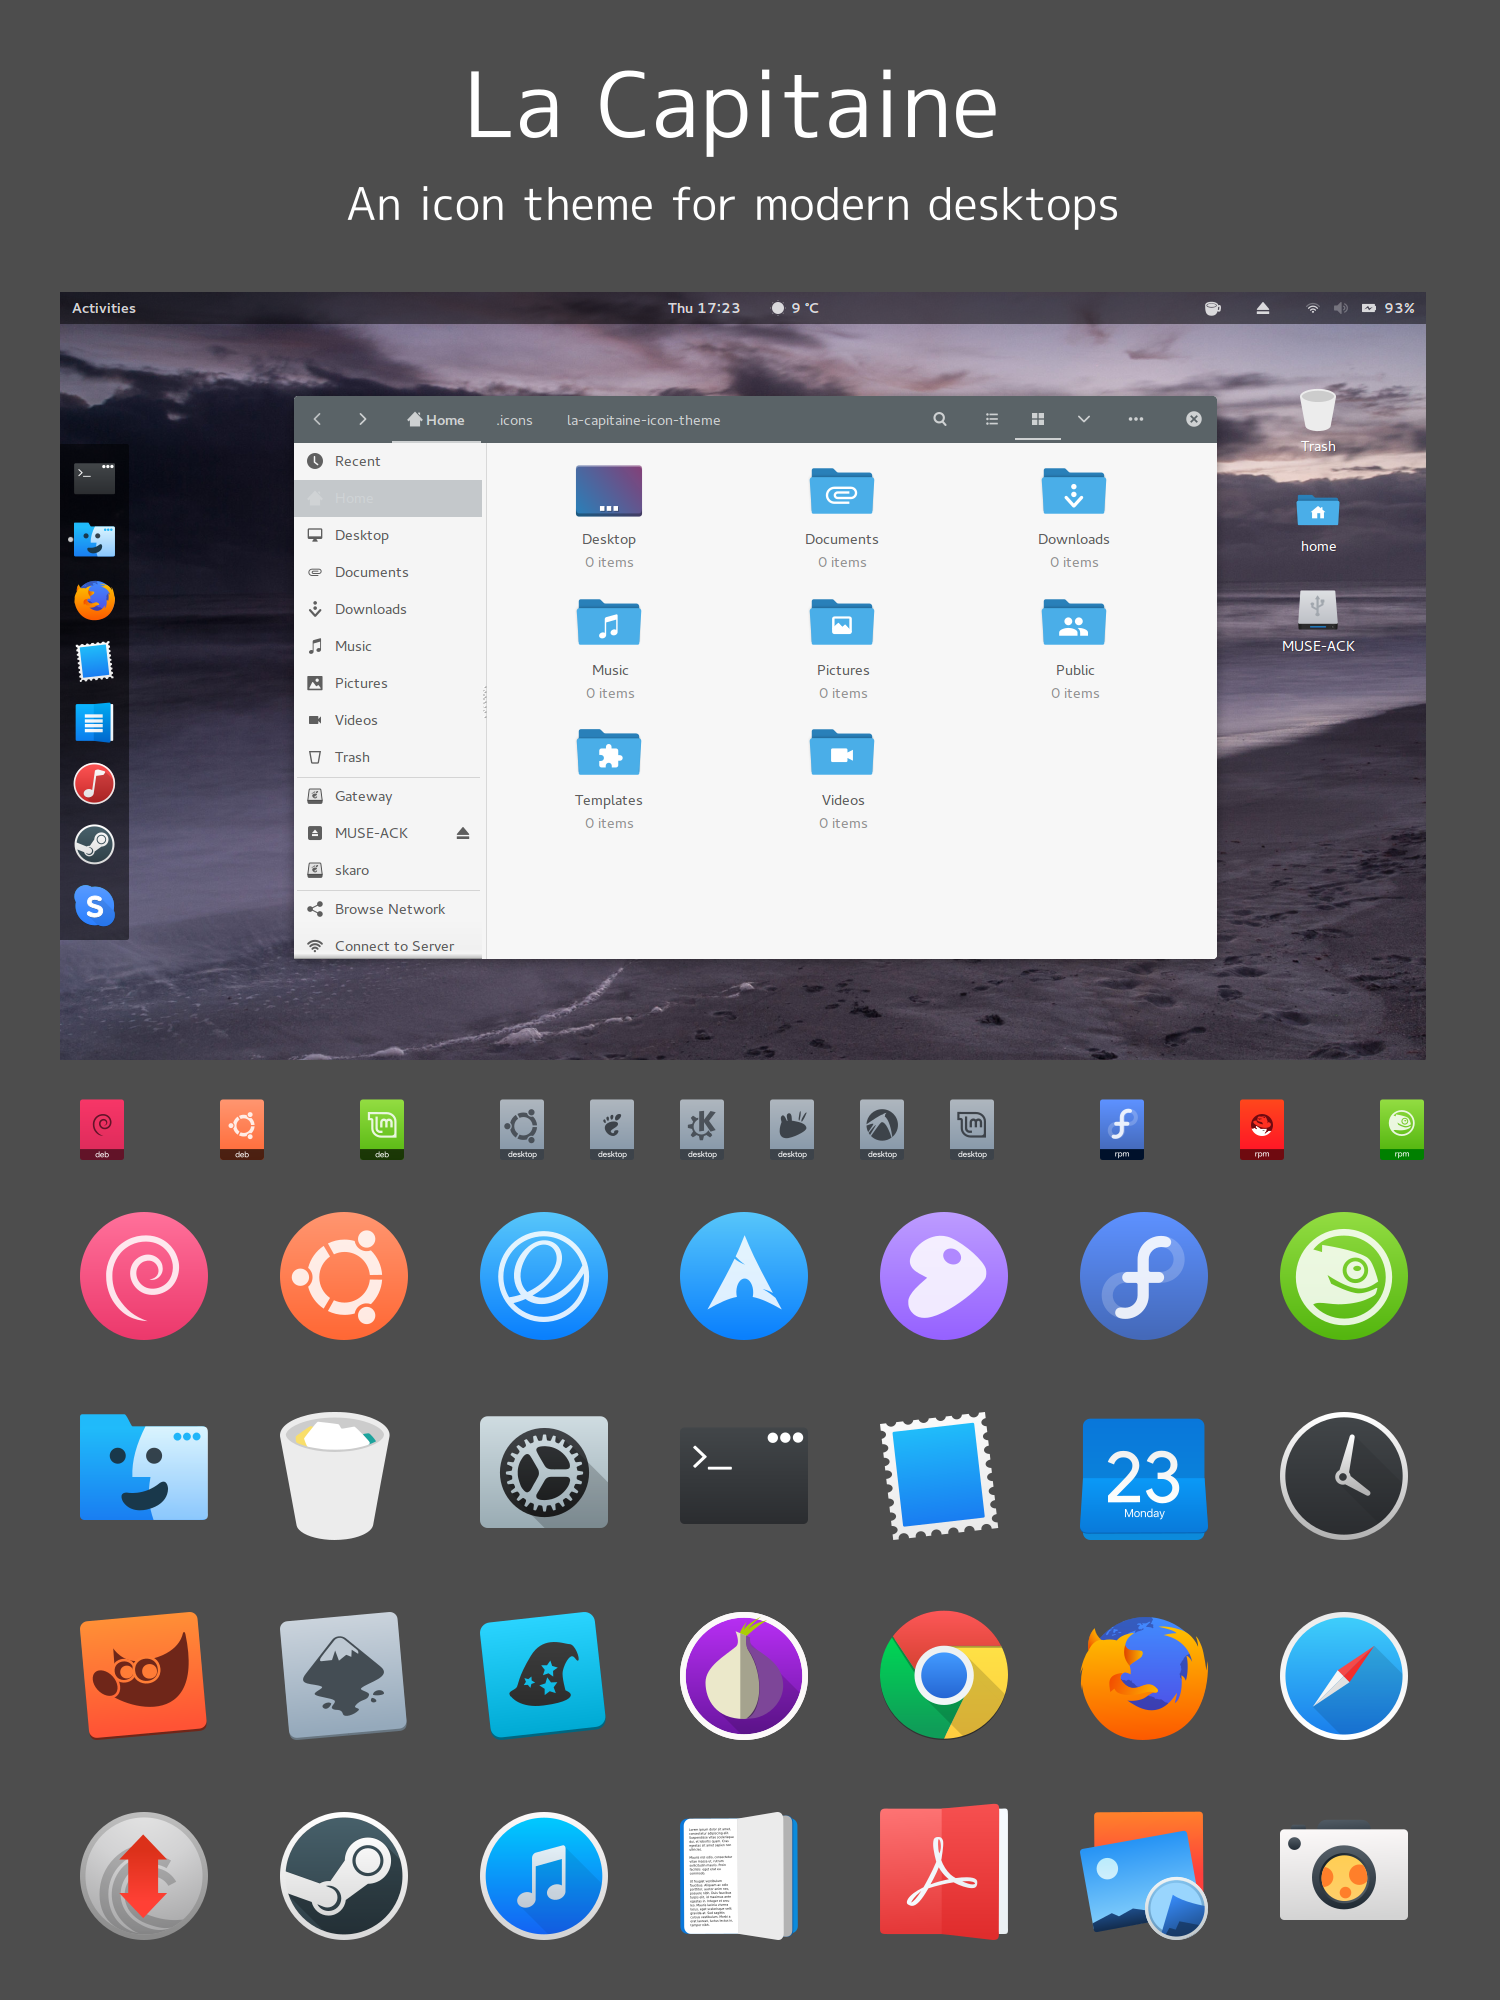 La Capitaine
An icon theme for modern desktops
Activities
Thu 17:23
9 °C
93%
Home
.icons
la-capitaine-icon-theme
Recent
Home
Desktop
Documents
Downloads
Music
Pictures
Videos
Trash
Gateway
MUSE-ACK
skaro
Browse Network
Connect to Server
Desktop
0 items
Documents
0 items
Downloads
0 items
Music
0 items
Pictures
0 items
Public
0 items
Templates
0 items
Videos
0 items
Trash
home
MUSE-ACK
>_
S
deb
deb
deb
desktop
desktop
desktop
desktop
desktop
desktop
rpm
rpm
rpm
>_
23
Monday